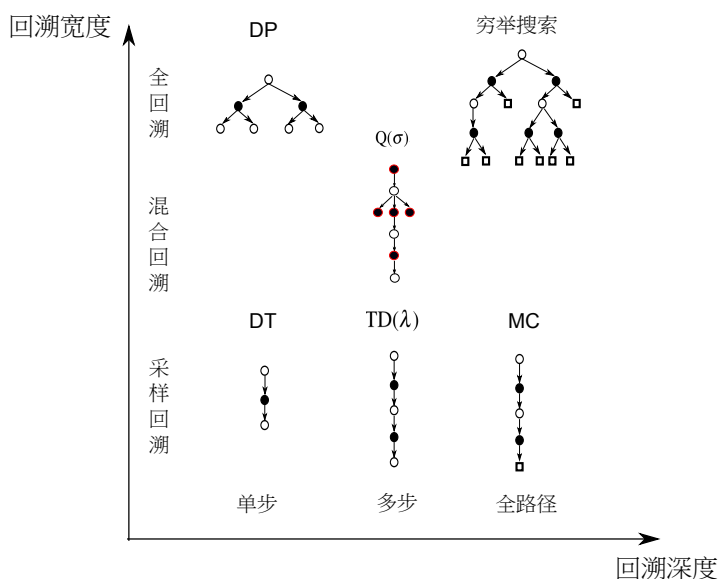 回溯宽度
DP
穷举搜索
全回溯
Q(σ)
混合回溯
DT
TD(λ)
MC
采样回溯
单步
多步
全路径
回溯深度